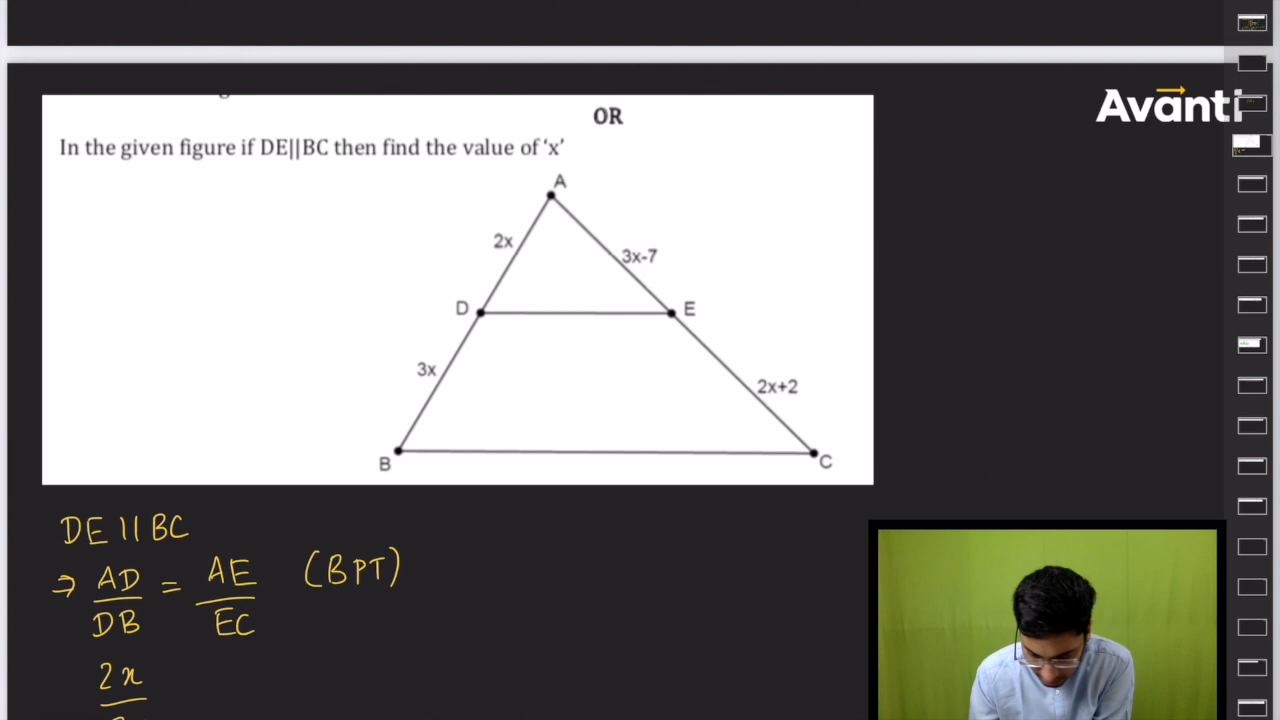 Avanti
OR
In the given figure if DE||BC then find the value of ‘x’
A
2x
3x-7
D
E
3x
2x+2
B
C
DE || BC
⇒ AD/DB = AE/EC (BPT)
2x